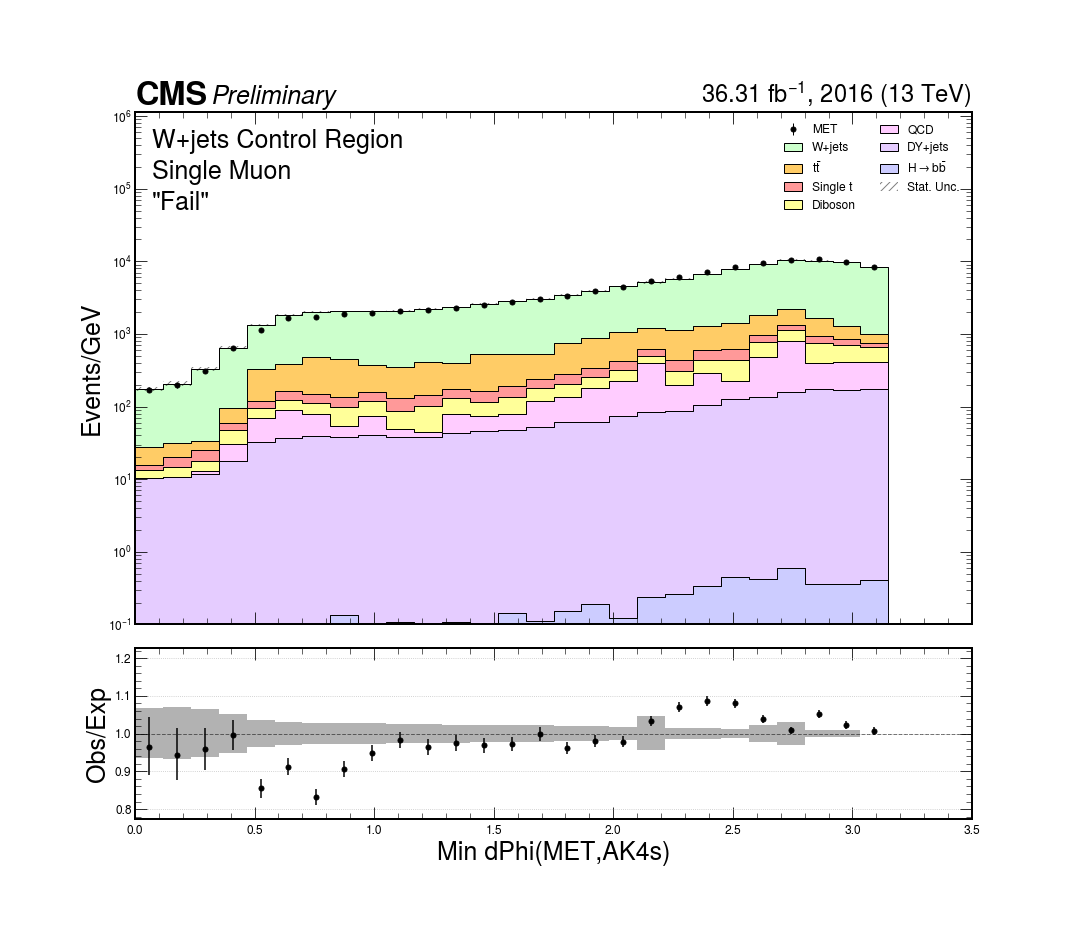 CMS Preliminary 36.31 fb⁻¹, 2016 (13 TeV)
W+jets Control Region
Single Muon
"Fail"
MET
W+jets
tt̄
Single t
Diboson
QCD
DY+jets
H→bb̄
Stat. Unc.
Events/GeV
10⁶
10⁵
10⁴
10³
10²
10¹
10⁰
10⁻¹
Obs/Exp
1.2
1.1
1.0
0.9
0.8
0.0 0.5 1.0 1.5 2.0 2.5 3.0 3.5
Min dPhi(MET,AK4s)